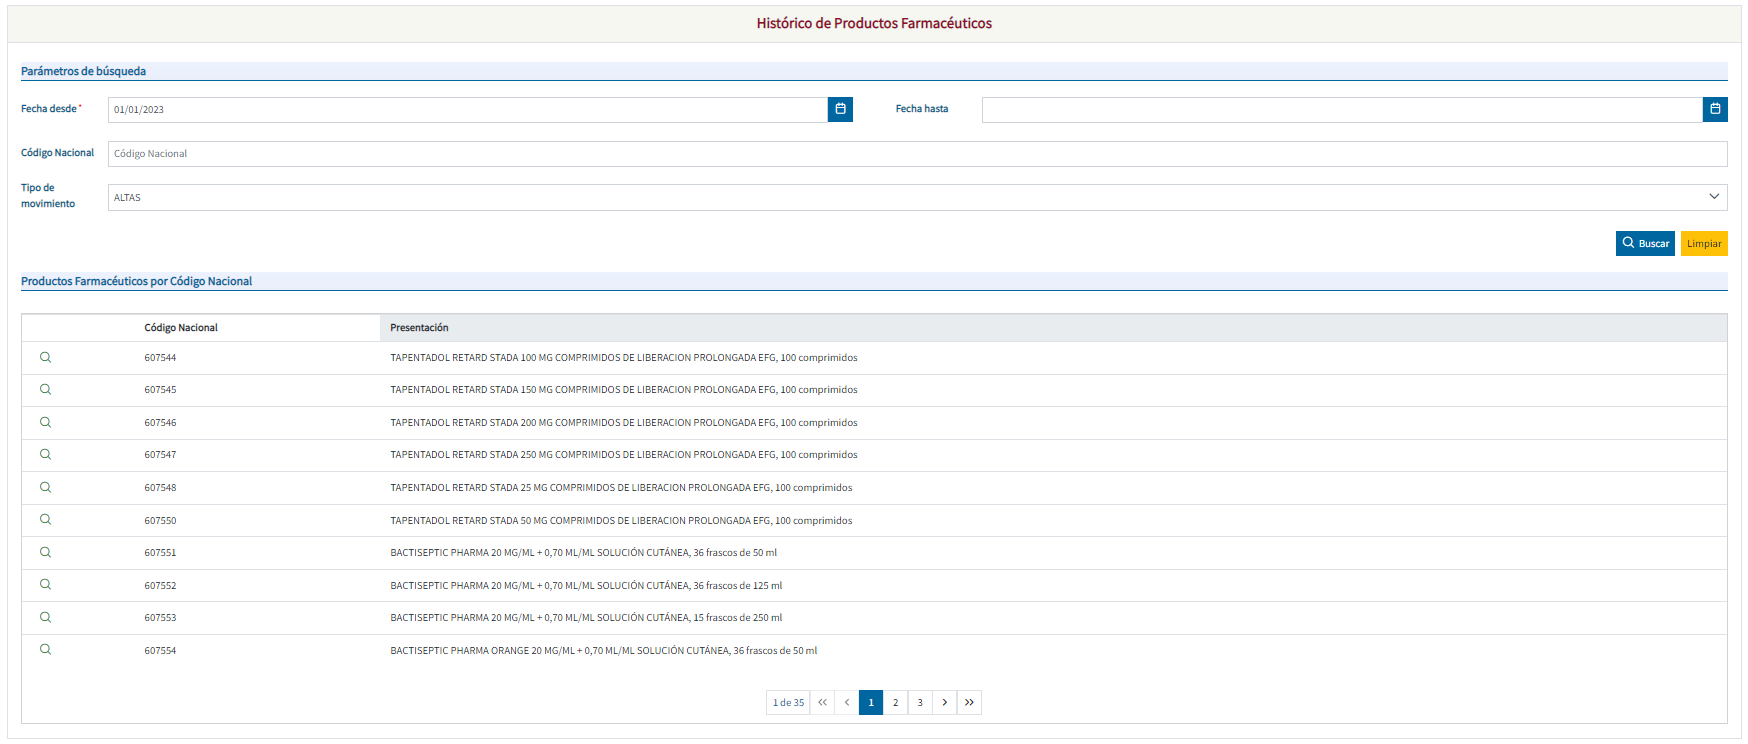 Histórico de Productos Farmacéuticos
Parámetros de búsqueda
Fecha desde * 01/01/2023 Fecha hasta
Código Nacional Código Nacional
Tipo de movimiento ALTAS
Buscar Limpiar
Productos Farmacéuticos por Código Nacional
Código Nacional Presentación
607544 TAPENTADOL RETARD STADA 100 MG COMPRIMIDOS DE LIBERACION PROLONGADA EFG, 100 comprimidos
607545 TAPENTADOL RETARD STADA 150 MG COMPRIMIDOS DE LIBERACION PROLONGADA EFG, 100 comprimidos
607546 TAPENTADOL RETARD STADA 200 MG COMPRIMIDOS DE LIBERACION PROLONGADA EFG, 100 comprimidos
607547 TAPENTADOL RETARD STADA 250 MG COMPRIMIDOS DE LIBERACION PROLONGADA EFG, 100 comprimidos
607548 TAPENTADOL RETARD STADA 25 MG COMPRIMIDOS DE LIBERACION PROLONGADA EFG, 100 comprimidos
607550 TAPENTADOL RETARD STADA 50 MG COMPRIMIDOS DE LIBERACION PROLONGADA EFG, 100 comprimidos
607551 BACTISEPTIC PHARMA 20 MG/ML + 0,70 ML/ML SOLUCIÓN CUTÁNEA, 36 frascos de 50 ml
607552 BACTISEPTIC PHARMA 20 MG/ML + 0,70 ML/ML SOLUCIÓN CUTÁNEA, 36 frascos de 125 ml
607553 BACTISEPTIC PHARMA 20 MG/ML + 0,70 ML/ML SOLUCIÓN CUTÁNEA, 15 frascos de 250 ml
607554 BACTISEPTIC PHARMA ORANGE 20 MG/ML + 0,70 ML/ML SOLUCIÓN CUTÁNEA, 36 frascos de 50 ml
1 de 35 « ‹ 1 2 3 › »